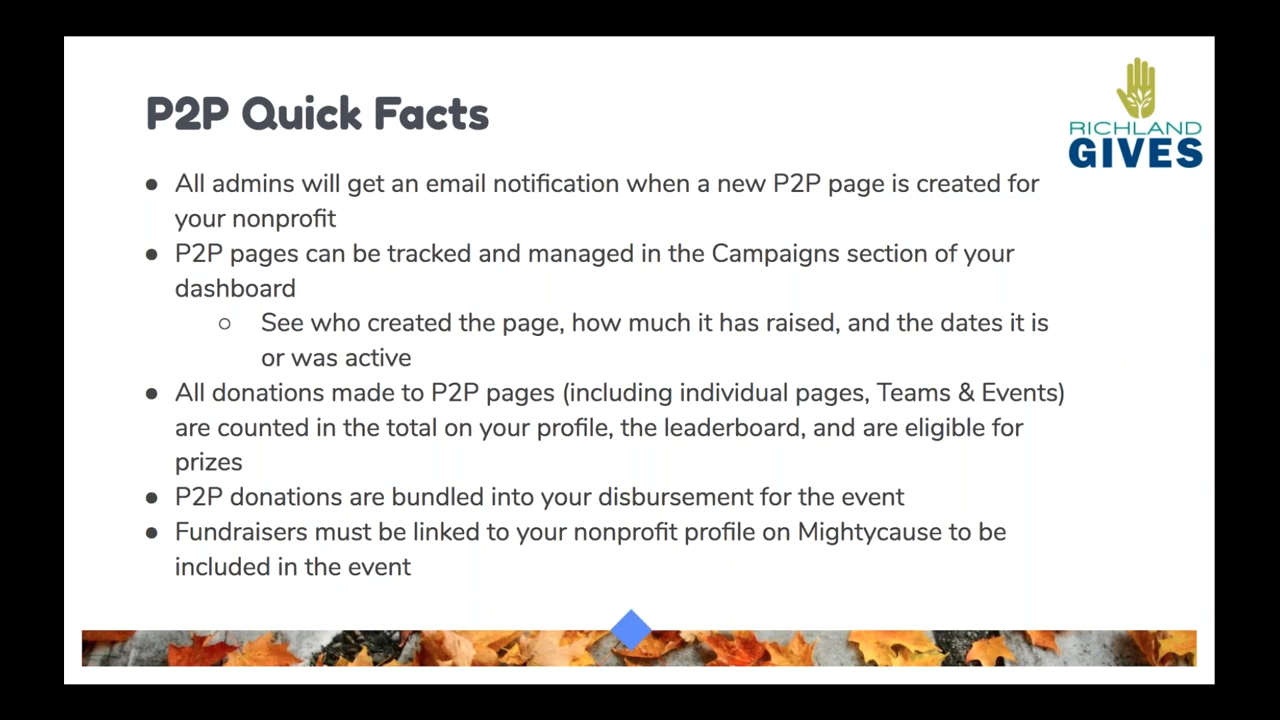 P2P Quick Facts
RICHLAND
GIVES
● All admins will get an email notification when a new P2P page is created for
your nonprofit
● P2P pages can be tracked and managed in the Campaigns section of your
dashboard
○ See who created the page, how much it has raised, and the dates it is
or was active
● All donations made to P2P pages (including individual pages, Teams & Events)
are counted in the total on your profile, the leaderboard, and are eligible for
prizes
● P2P donations are bundled into your disbursement for the event
● Fundraisers must be linked to your nonprofit profile on Mightycause to be
included in the event